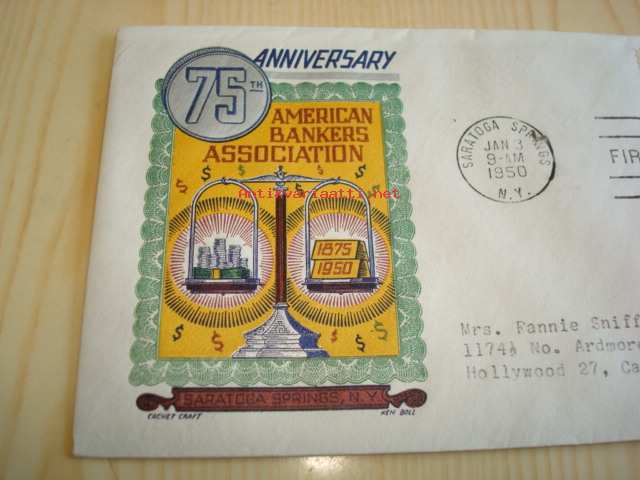 75TH
ANNIVERSARY
AMERICAN
BANKERS
ASSOCIATION
Antikvariaatti.net
1875
1950
SARATOGA SPRINGS, N.Y.
CACHET CRAFT
KEN BOLL
SARATOGA SPRINGS
JAN 3
9-AM
1950
N.Y.
FIR
Mrs. Fannie Sniff
1174½ No. Ardmore
Hollywood 27, Ca